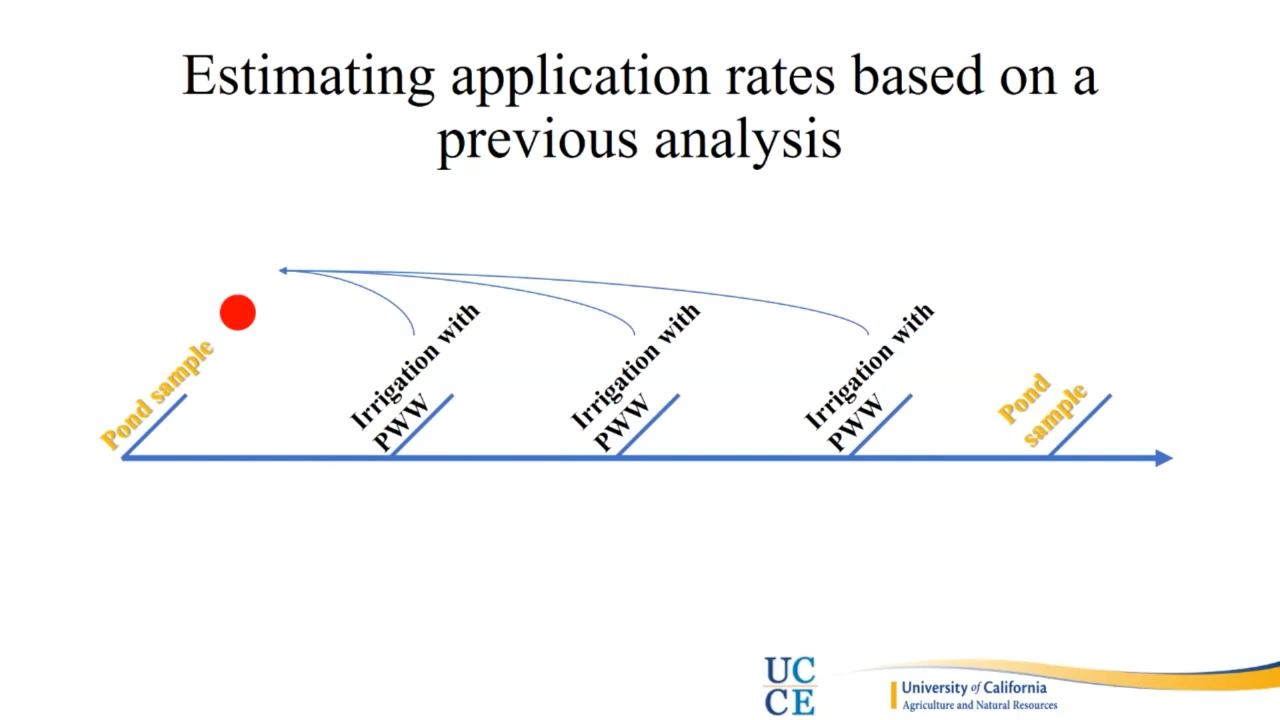 Estimating application rates based on a
previous analysis
Pond sample
Irrigation with
PWW
Irrigation with
PWW
Irrigation with
PWW
Pond
sample
UC
CE
University of California
Agriculture and Natural Resources